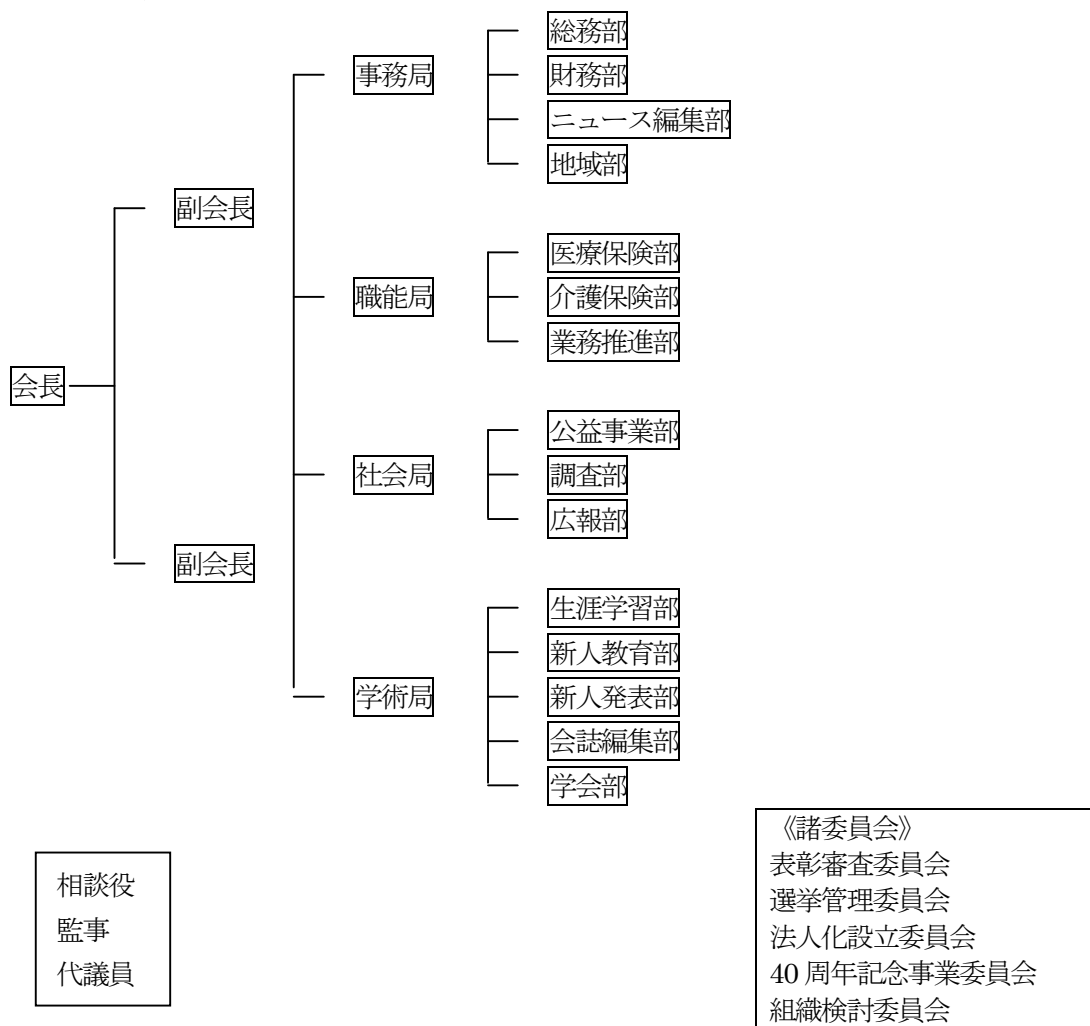 会長
副会長
副会長
事務局
総務部
財務部
ニュース編集部
地域部
職能局
医療保険部
介護保険部
業務推進部
社会局
公益事業部
調査部
広報部
学術局
生涯学習部
新人教育部
新人発表部
会誌編集部
学会部
相談役
監事
代議員
《諸委員会》
表彰審査委員会
選挙管理委員会
法人化設立委員会
40 周年記念事業委員会
組織検討委員会